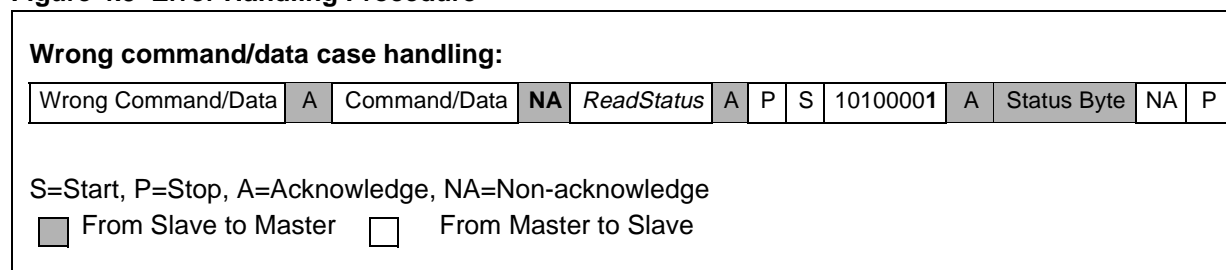 Wrong command/data case handling:
Wrong Command/Data A Command/Data NA ReadStatus A P S 10100001 A Status Byte NA P
S=Start, P=Stop, A=Acknowledge, NA=Non-acknowledge
From Slave to Master From Master to Slave